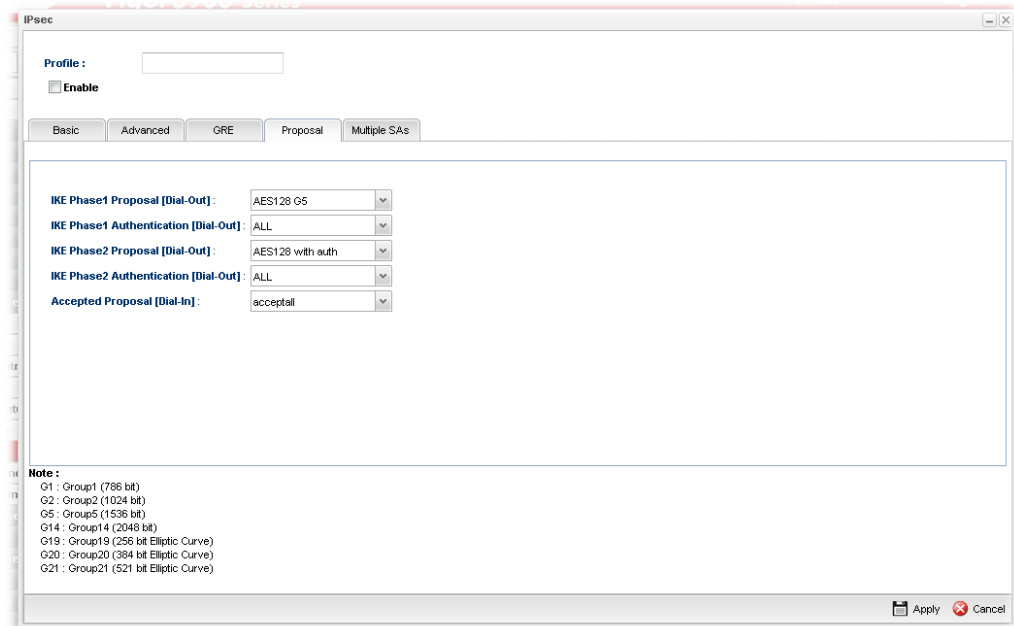 IPsec
Profile :
Enable
Basic Advanced GRE Proposal Multiple SAs
IKE Phase1 Proposal [Dial-Out] : AES128 G5
IKE Phase1 Authentication [Dial-Out] : ALL
IKE Phase2 Proposal [Dial-Out] : AES128 with auth
IKE Phase2 Authentication [Dial-Out] : ALL
Accepted Proposal [Dial-In] : acceptall
Note :
G1 : Group1 (786 bit)
G2 : Group2 (1024 bit)
G5 : Group5 (1536 bit)
G14 : Group14 (2048 bit)
G19 : Group19 (256 bit Elliptic Curve)
G20 : Group20 (384 bit Elliptic Curve)
G21 : Group21 (521 bit Elliptic Curve)
Apply Cancel